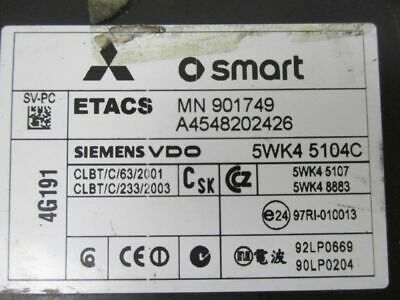 smart
SV-PC
ETACS MN 901749
A4548202426
4G191
SIEMENS VDO 5WK4 5104C
CLBT/C/63/2001
CLBT/C/233/2003
CSK
5WK4 5107
5WK4 8883
e24 97RI-010013
電波
92LP0669
90LP0204